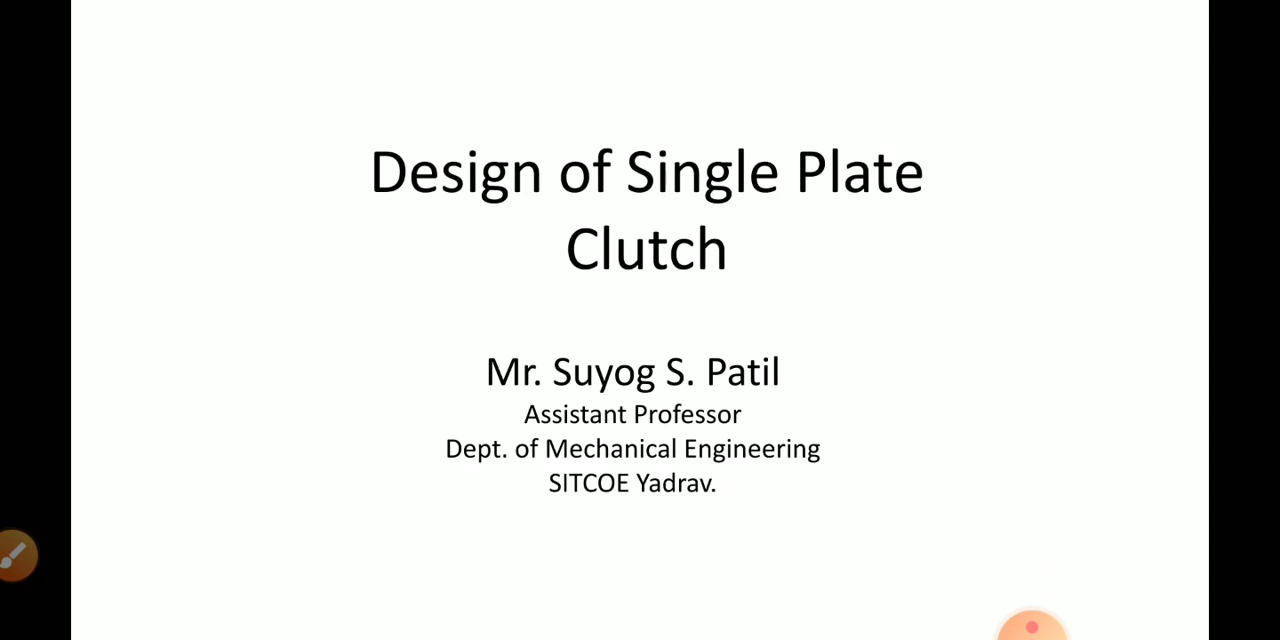 Design of Single Plate
Clutch
Mr. Suyog S. Patil
Assistant Professor
Dept. of Mechanical Engineering
SITCOE Yadrav.